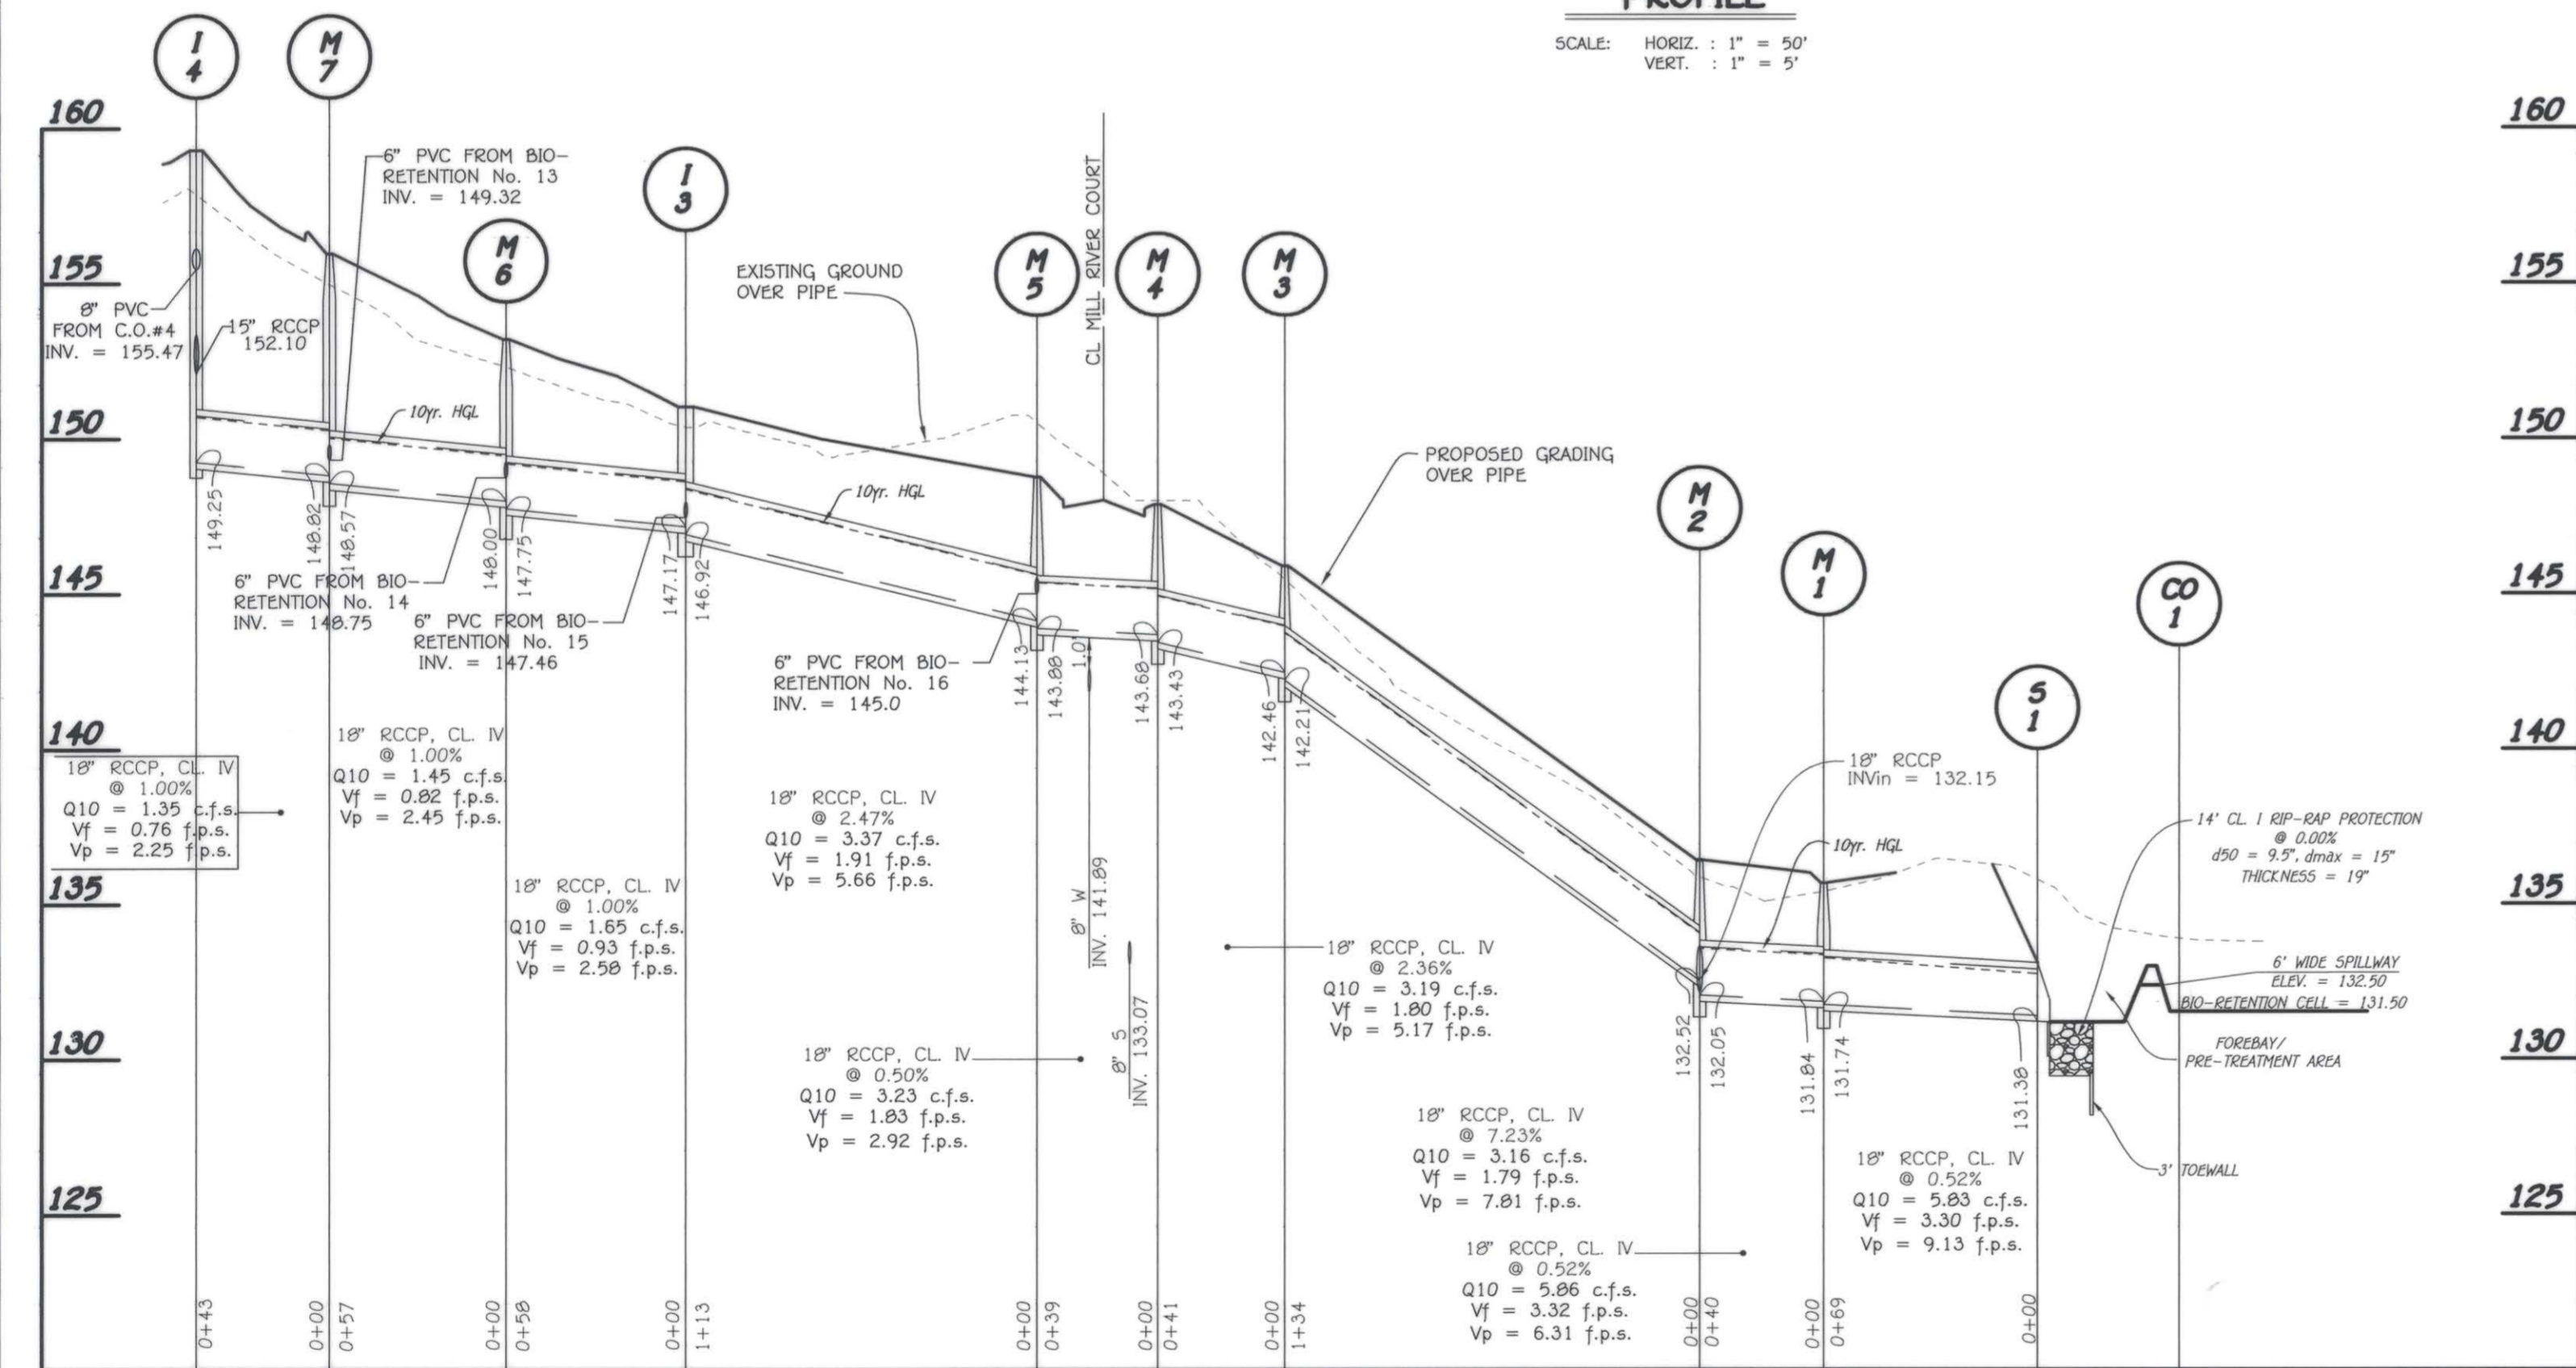 PROFILE
SCALE: HORIZ. : 1" = 50'
VERT. : 1" = 5'
I
4
M
7
M
6
I
3
M
5
M
4
M
3
M
2
M
1
S
1
CO
1
160
155
150
145
140
135
130
125
160
155
150
145
140
135
130
125
6" PVC FROM BIO-
RETENTION No. 13
INV. = 149.32
8" PVC
FROM C.O.#4
INV. = 155.47
15" RCCP
152.10
10yr. HGL
EXISTING GROUND
OVER PIPE
CL MILL RIVER COURT
10yr. HGL
PROPOSED GRADING
OVER PIPE
149.25
148.82
148.57
148.00
147.75
147.17
146.92
144.13
143.88
1.0'
143.68
143.43
142.46
142.21
6" PVC FROM BIO-
RETENTION No. 14
INV. = 148.75
6" PVC FROM BIO-
RETENTION No. 15
INV. = 147.46
6" PVC FROM BIO-
RETENTION No. 16
INV. = 145.0
18" RCCP, CL. IV
@ 1.00%
Q10 = 1.35 c.f.s.
Vf = 0.76 f.p.s.
Vp = 2.25 f.p.s.
18" RCCP, CL. IV
@ 1.00%
Q10 = 1.45 c.f.s.
Vf = 0.82 f.p.s.
Vp = 2.45 f.p.s.
18" RCCP, CL. IV
@ 1.00%
Q10 = 1.65 c.f.s.
Vf = 0.93 f.p.s.
Vp = 2.58 f.p.s.
18" RCCP, CL. IV
@ 2.47%
Q10 = 3.37 c.f.s.
Vf = 1.91 f.p.s.
Vp = 5.66 f.p.s.
8" W
INV. 141.89
8" S
INV. 133.07
18" RCCP, CL. IV
@ 0.50%
Q10 = 3.23 c.f.s.
Vf = 1.83 f.p.s.
Vp = 2.92 f.p.s.
18" RCCP, CL. IV
@ 2.36%
Q10 = 3.19 c.f.s.
Vf = 1.80 f.p.s.
Vp = 5.17 f.p.s.
18" RCCP, CL. IV
@ 7.23%
Q10 = 3.16 c.f.s.
Vf = 1.79 f.p.s.
Vp = 7.81 f.p.s.
18" RCCP, CL. IV
@ 0.52%
Q10 = 5.86 c.f.s.
Vf = 3.32 f.p.s.
Vp = 6.31 f.p.s.
18" RCCP, CL. IV
@ 0.52%
Q10 = 5.83 c.f.s.
Vf = 3.30 f.p.s.
Vp = 9.13 f.p.s.
18" RCCP
INVin = 132.15
10yr. HGL
132.52
132.05
131.84
131.74
131.38
14' CL. I RIP-RAP PROTECTION
@ 0.00%
d50 = 9.5", dmax = 15"
THICKNESS = 19"
6' WIDE SPILLWAY
ELEV. = 132.50
BIO-RETENTION CELL = 131.50
FOREBAY/
PRE-TREATMENT AREA
3' TOEWALL
0+43
0+00
0+57
0+00
0+58
0+00
1+13
0+00
0+39
0+00
0+41
0+00
1+34
0+00
0+40
0+00
0+69
0+00